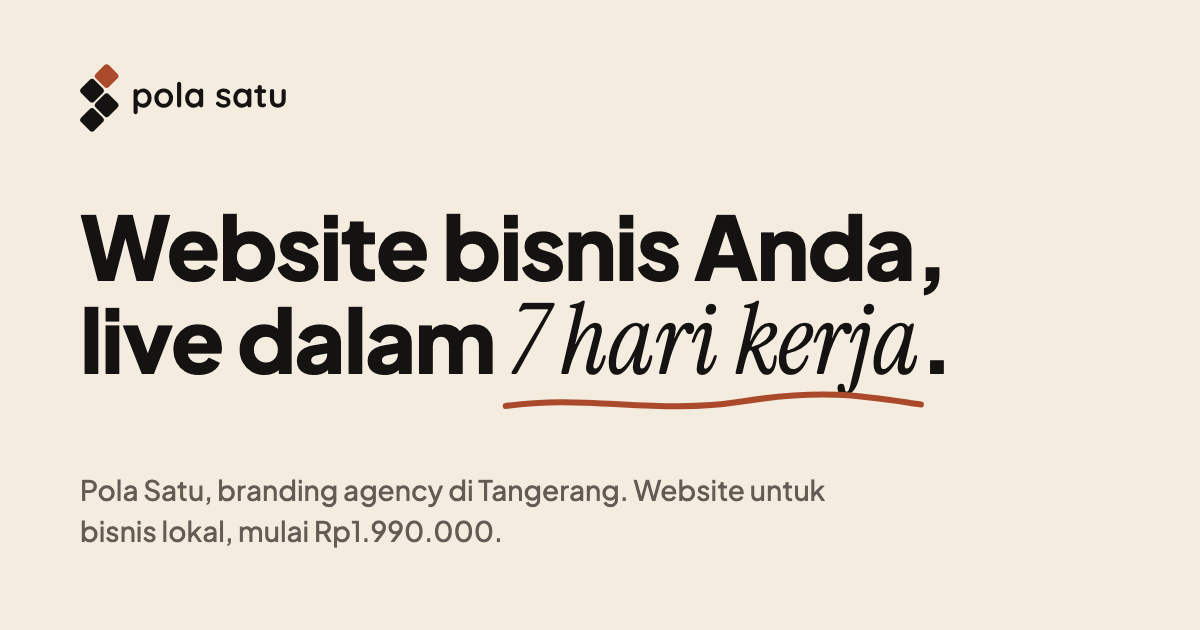 pola satu
Website bisnis Anda,
live dalam 7 hari kerja.
Pola Satu, branding agency di Tangerang. Website untuk
bisnis lokal, mulai Rp1.990.000.